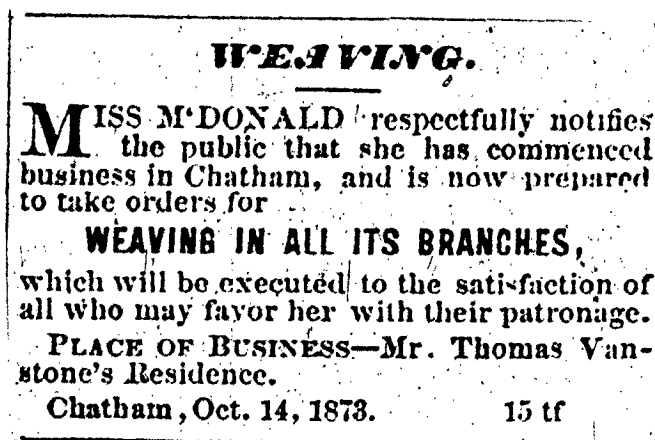 WEAVING.
MISS M‘DONALD respectfully notifies
the public that she has commenced
business in Chatham, and is now prepared
to take orders for
WEAVING IN ALL ITS BRANCHES,
which will be executed to the satisfaction of
all who may favor her with their patronage.
PLACE OF BUSINESS—Mr. Thomas Van-
stone's Residence.
Chatham, Oct. 14, 1873. 15 tf